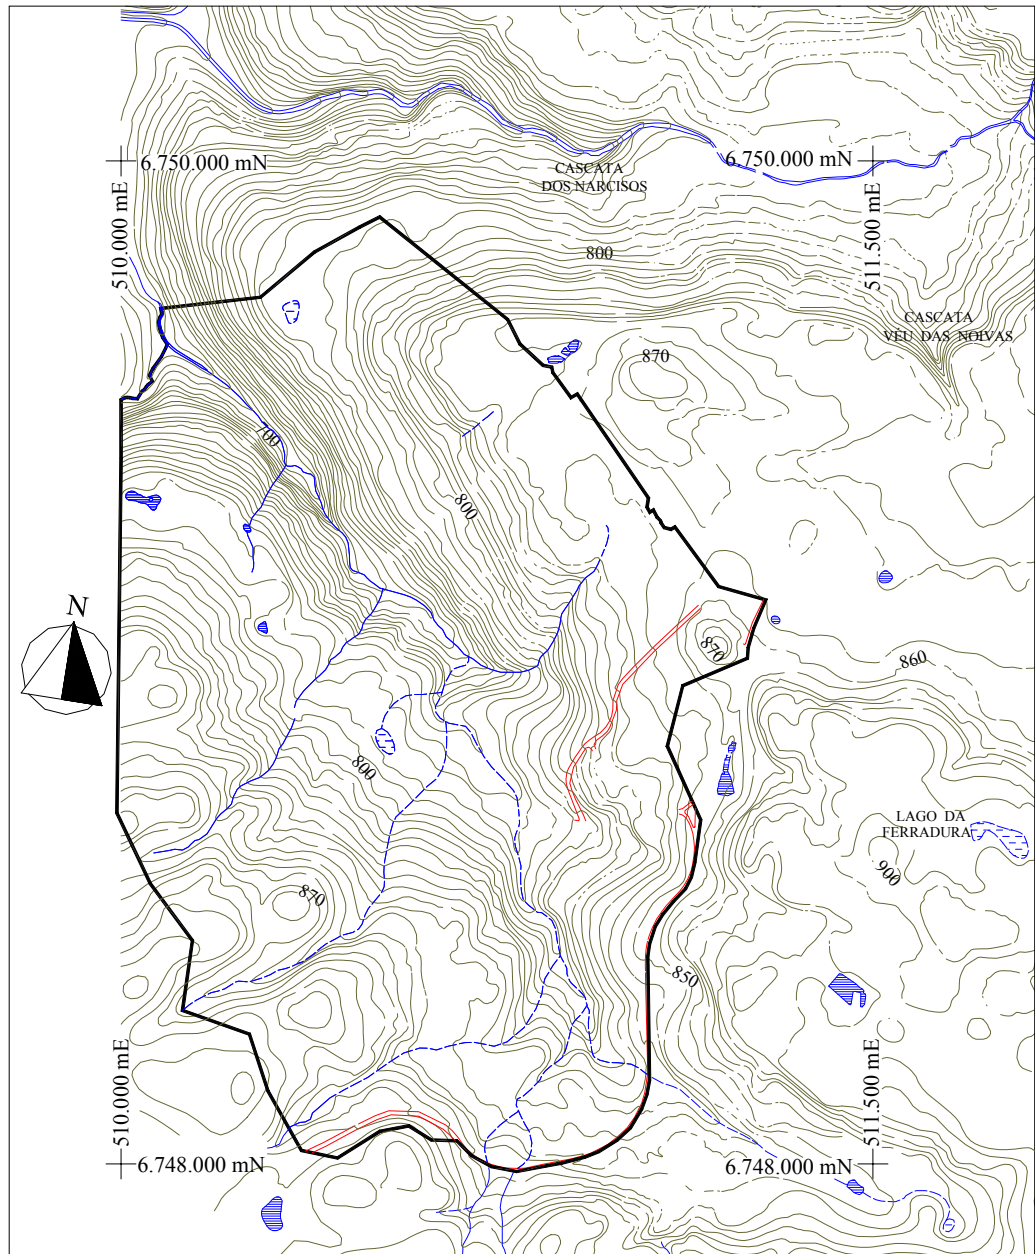 6.750.000 mN
6.750.000 mN
CASCATA
DOS NARCISOS
510.000 mE
511.500 mE
800
CASCATA
VÉU DAS NOIVAS
870
700
800
N
870
860
800
LAGO DA
FERRADURA
900
870
850
510.000 mE
511.500 mE
6.748.000 mN
6.748.000 mN